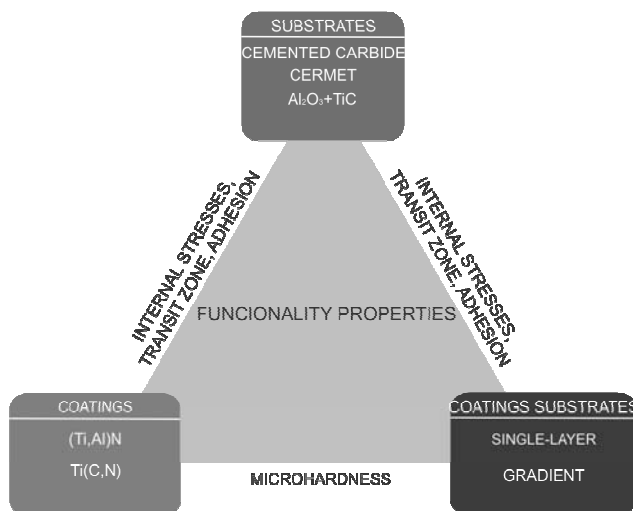 SUBSTRATES
CEMENTED CARBIDE
CERMET
Al₂O₃+TiC
INTERNAL STRESSES,
TRANSIT ZONE, ADHESION
INTERNAL STRESSES,
TRANSIT ZONE, ADHESION
FUNCIONALITY PROPERTIES
COATINGS
(Ti,Al)N
Ti(C,N)
MICROHARDNESS
COATINGS SUBSTRATES
SINGLE-LAYER
GRADIENT